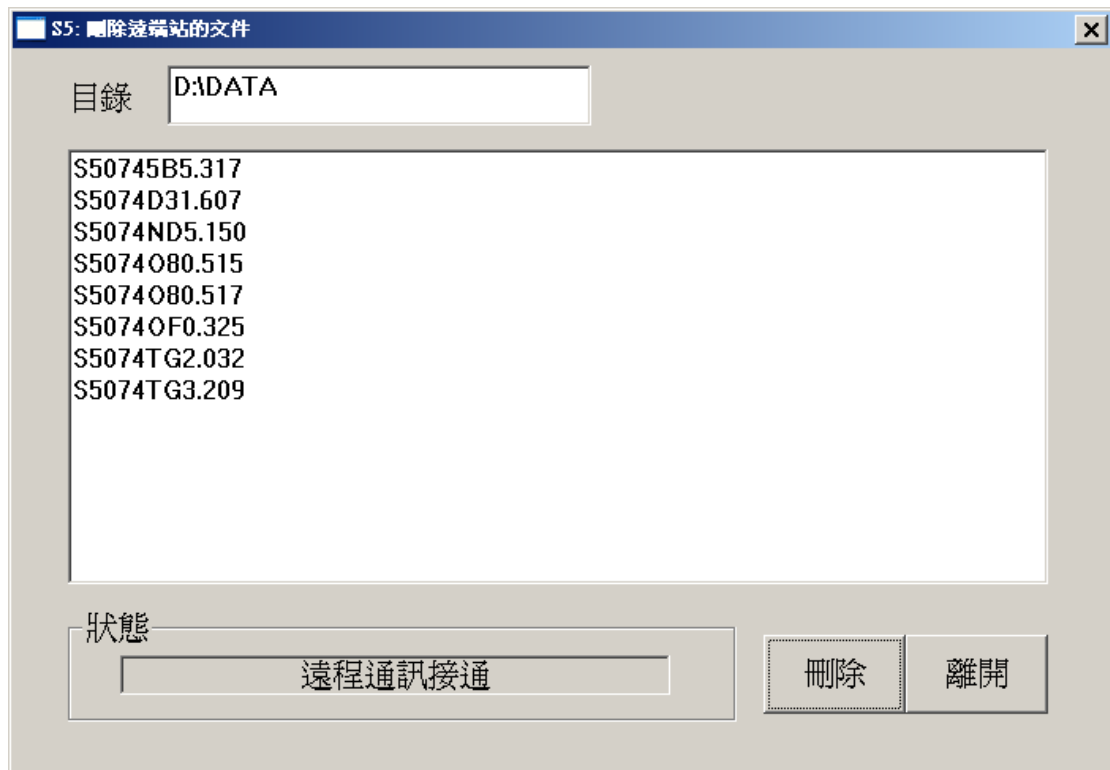 S5: 刪除遠端站的文件
目錄
D:\DATA
S50745B5.317
S5074D31.607
S5074ND5.150
S5074O80.515
S5074O80.517
S5074OF0.325
S5074TG2.032
S5074TG3.209
狀態
遠程通訊接通
刪除
離開